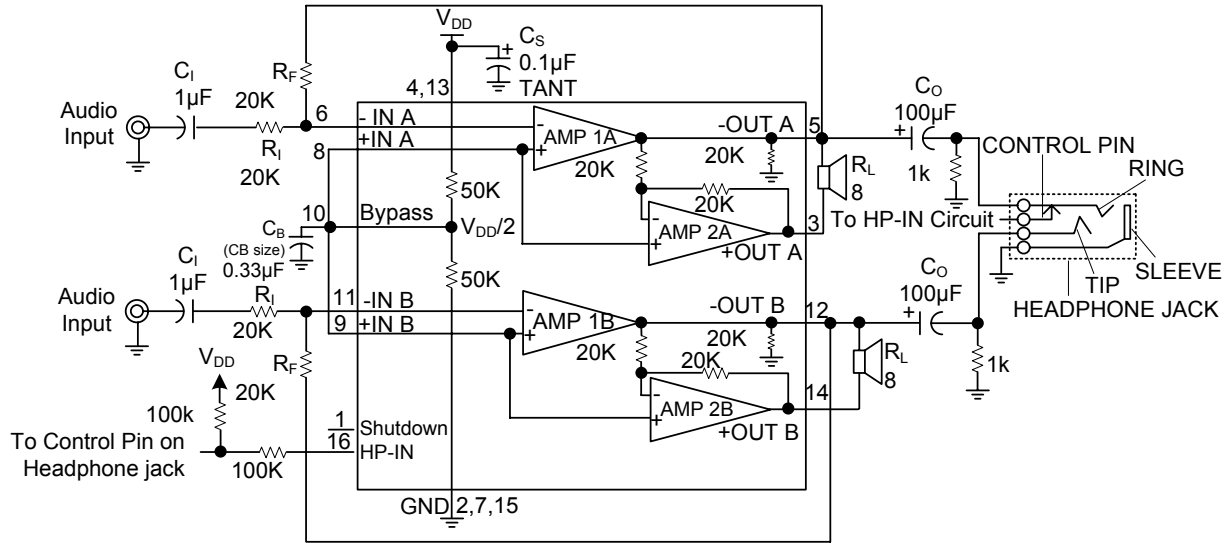 VDD
CS
0.1µF
TANT
4,13
RF
CI
1µF
20K
Audio
Input
RI
20K
6
- IN A
+IN A
8
AMP 1A
20K
-OUT A
5
20K
20K
RL
8
AMP 2A
+OUT A
3
CO
100µF
+
1k
CONTROL PIN
RING
To HP-IN Circuit
TIP
SLEEVE
HEADPHONE JACK
50K
10
Bypass
VDD/2
CB
(CB size)
0.33µF
50K
CI
1µF
Audio
Input
RI
20K
11
-IN B
9
+IN B
AMP 1B
20K
-OUT B
12
20K
20K
RL
8
AMP 2B
+OUT B
14
CO
100µF
+
1k
VDD
20K
RF
100k
To Control Pin on
Headphone jack
100K
1
16
Shutdown
HP-IN
GND 2,7,15